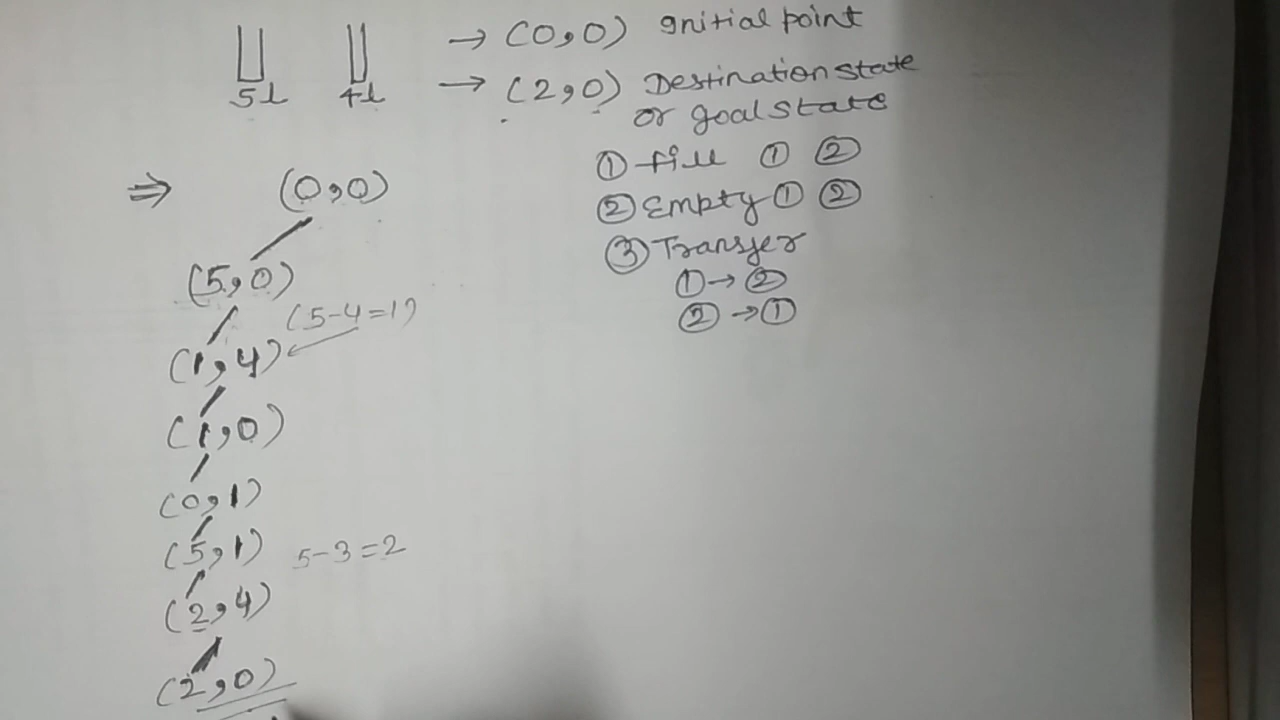 → (0,0) Initial point
5l 4l → (2,0) Destination state
or goal state
① fill ① ②
⇒ (0,0)
② Empty ① ②
③ Transfer
(5,0)
① → ②
(5-4=1)
② → ①
(1,4)
(1,0)
(0,1)
(5,1) 5-3=2
(2,4)
(2,0)